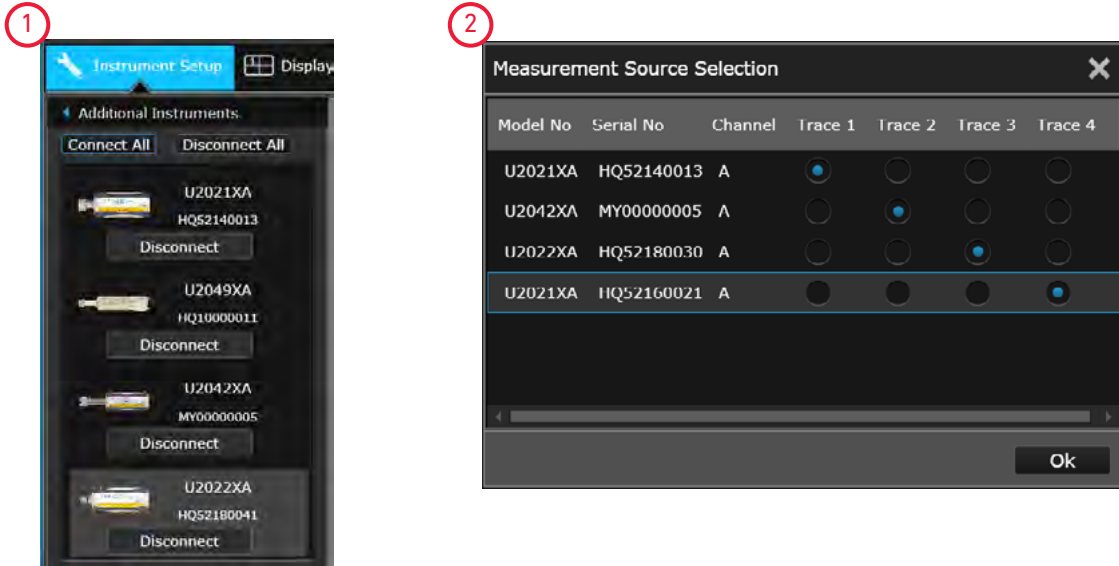 1
Instrument Setup Display
Additional Instruments
Connect All Disconnect All
U2021XA
HQ52140013
Disconnect
U2049XA
HQ10000011
Disconnect
U2042XA
MY00000005
Disconnect
U2022XA
HQ52180041
Disconnect
2
Measurement Source Selection
Model No Serial No Channel Trace 1 Trace 2 Trace 3 Trace 4
U2021XA HQ52140013 A
U2042XA MY00000005 A
U2022XA HQ52180030 A
U2021XA HQ52160021 A
Ok